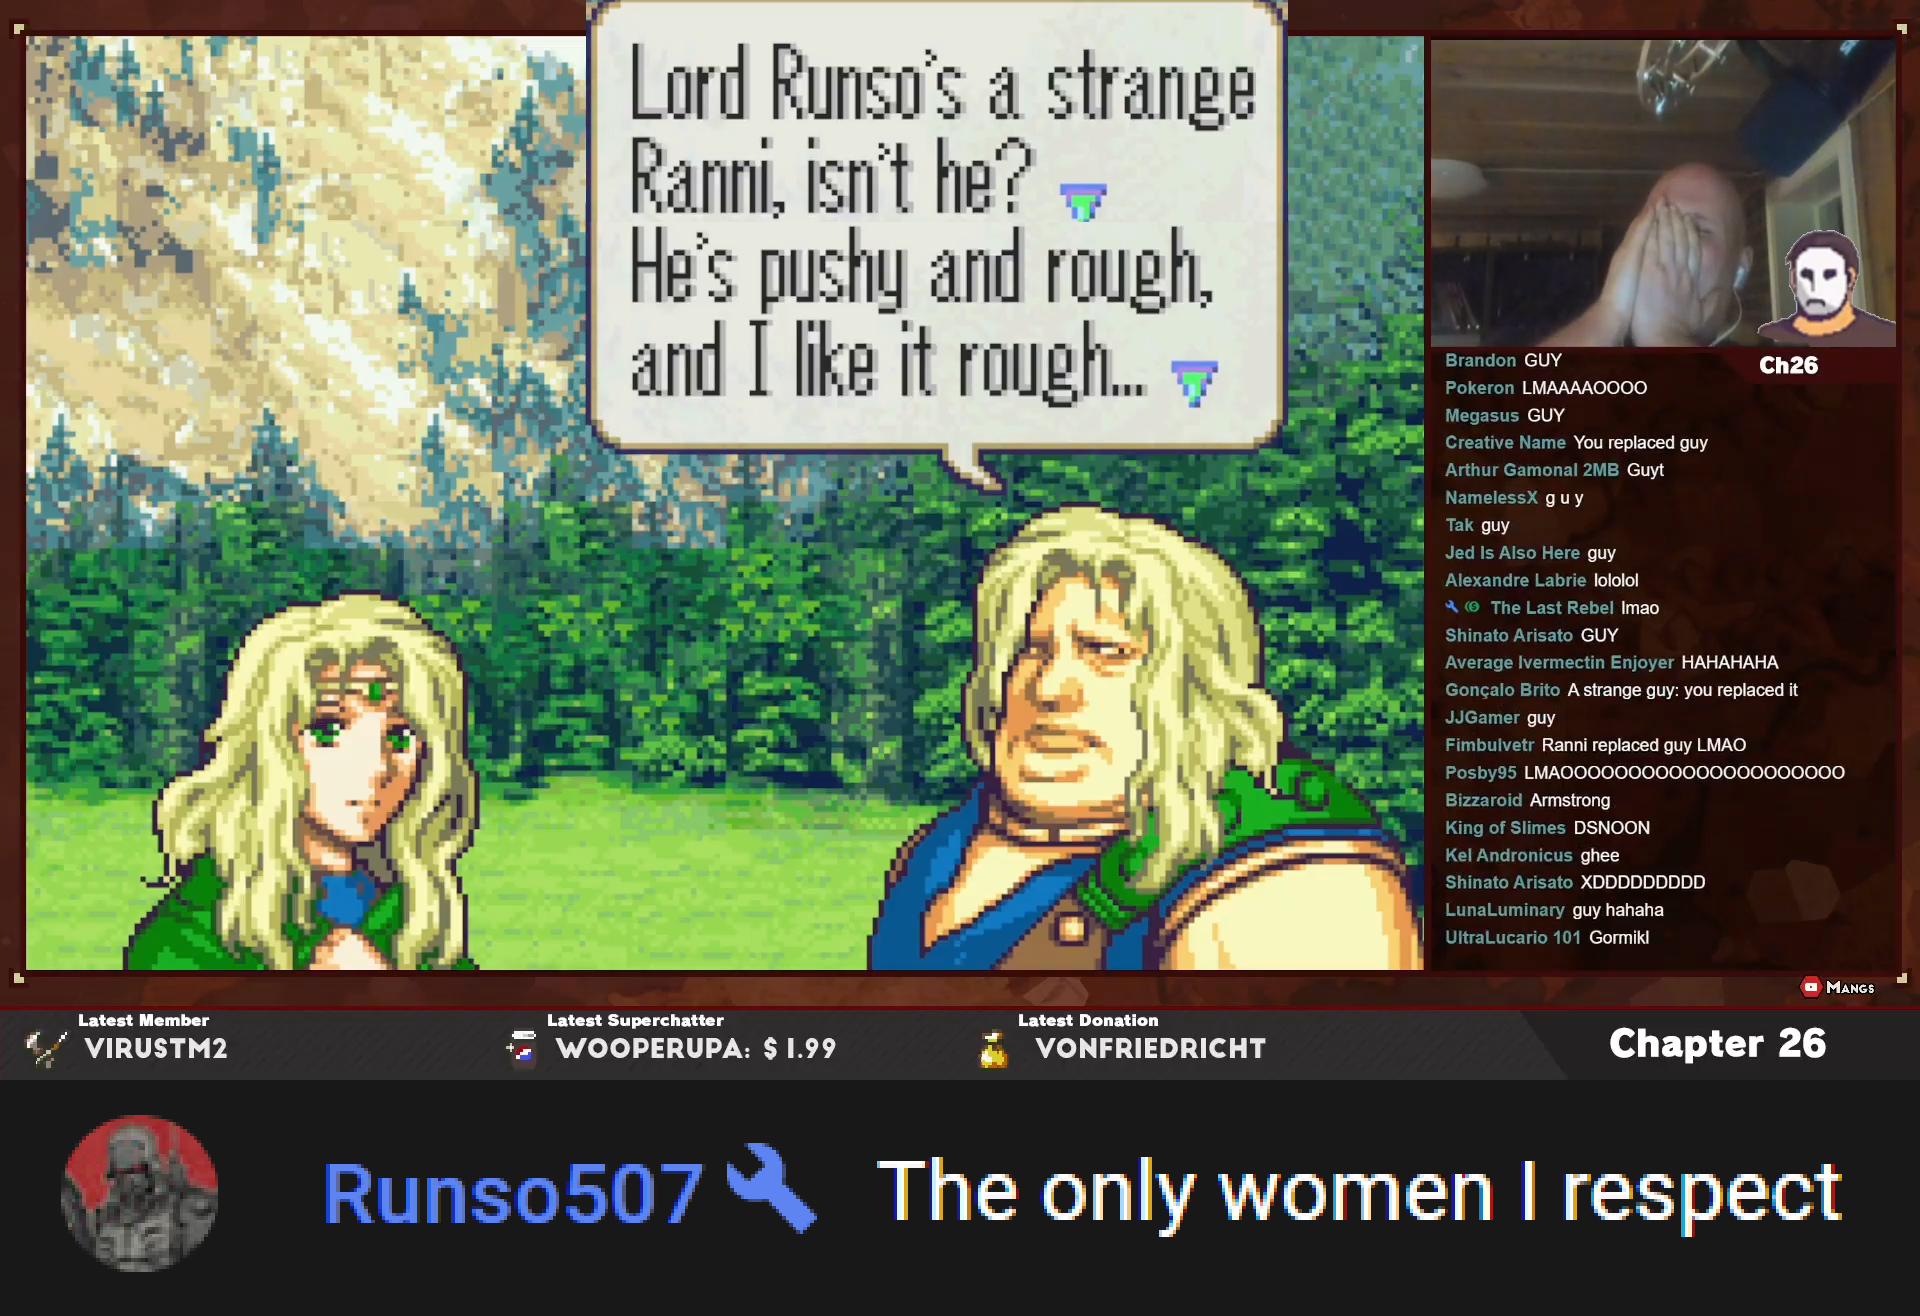 Lord Runso's a strange
Ranni, isn't he?
He's pushy and rough,
and I like it rough...
Brandon GUY
Pokeron LMAAAAOOOO
Megasus GUY
Creative Name You replaced guy
Arthur Gamonal 2MB Guyt
NamelessX g u y
Tak guy
Jed Is Also Here guy
Alexandre Labrie lololol
The Last Rebel lmao
Shinato Arisato GUY
Average Ivermectin Enjoyer HAHAHAHA
Gonçalo Brito A strange guy: you replaced it
JJGamer guy
Fimbulvetr Ranni replaced guy LMAO
Posby95 LMAOOOOOOOOOOOOOOOOOOOOO
Bizzaroid Armstrong
King of Slimes DSNOON
Kel Andronicus ghee
Shinato Arisato XDDDDDDDDD
LunaLuminary guy hahaha
UltraLucario 101 Gormikl
Ch26
Mangs
Latest Member
VIRUSTM2
Latest Superchatter
WOOPERUPA: $1.99
Latest Donation
VONFRIEDRICHT
Chapter 26
Runso507 The only women I respect